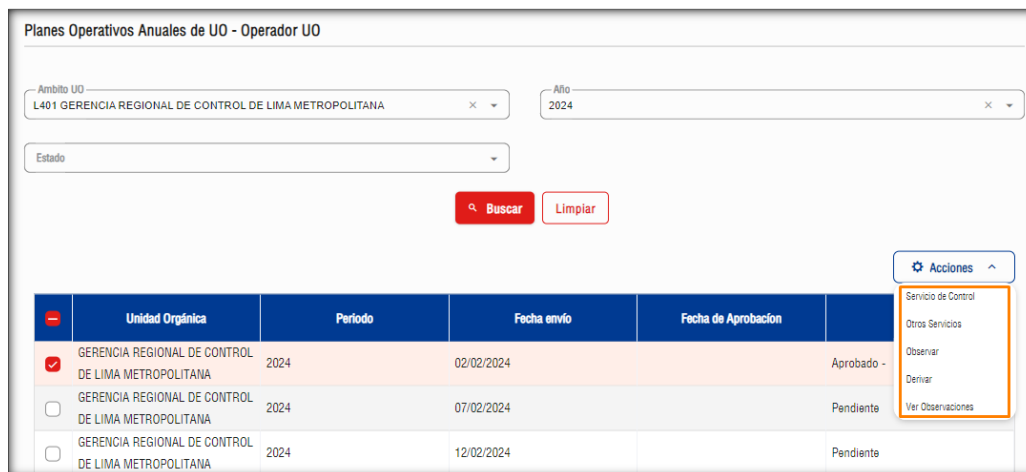 Planes Operativos Anuales de UO - Operador UO
Ambito UO
L401 GERENCIA REGIONAL DE CONTROL DE LIMA METROPOLITANA
Año
2024
Estado
Buscar
Limpiar
Acciones
Servicio de Control
Otros Servicios
Observar
Derivar
Ver Observaciones
Unidad Orgánica Periodo Fecha envío Fecha de Aprobacíon
GERENCIA REGIONAL DE CONTROL
DE LIMA METROPOLITANA
2024 02/02/2024 Aprobado -
GERENCIA REGIONAL DE CONTROL
DE LIMA METROPOLITANA
2024 07/02/2024 Pendiente
GERENCIA REGIONAL DE CONTROL
DE LIMA METROPOLITANA
2024 12/02/2024 Pendiente